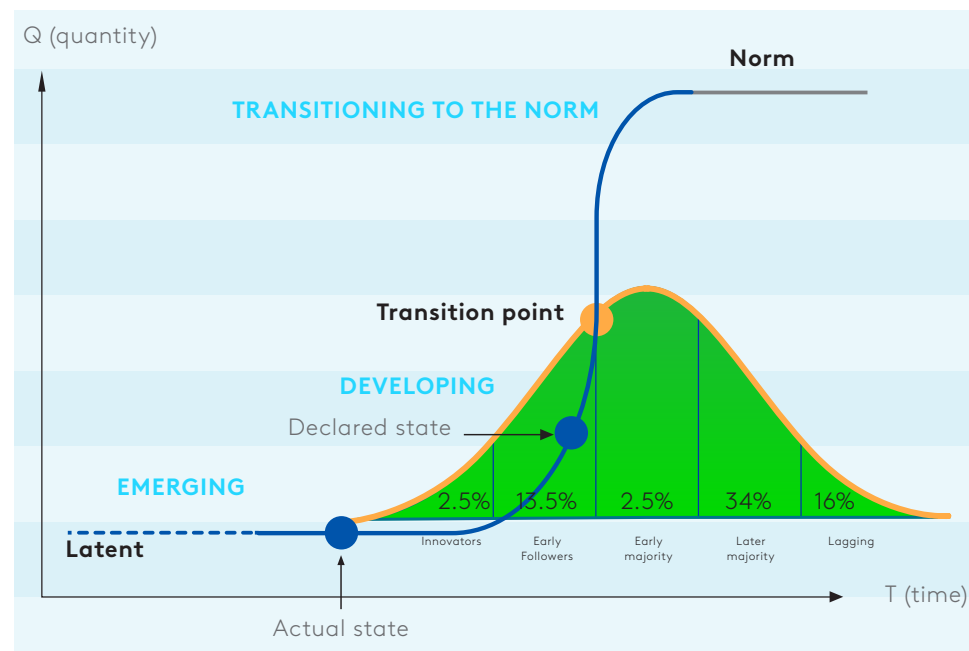 Q (quantity)
Norm
TRANSITIONING TO THE NORM
Transition point
DEVELOPING
Declared state
EMERGING
2.5%
13.5%
2.5%
34%
16%
Latent
Innovators
Early
Followers
Early
majority
Later
majority
Lagging
T (time)
Actual state